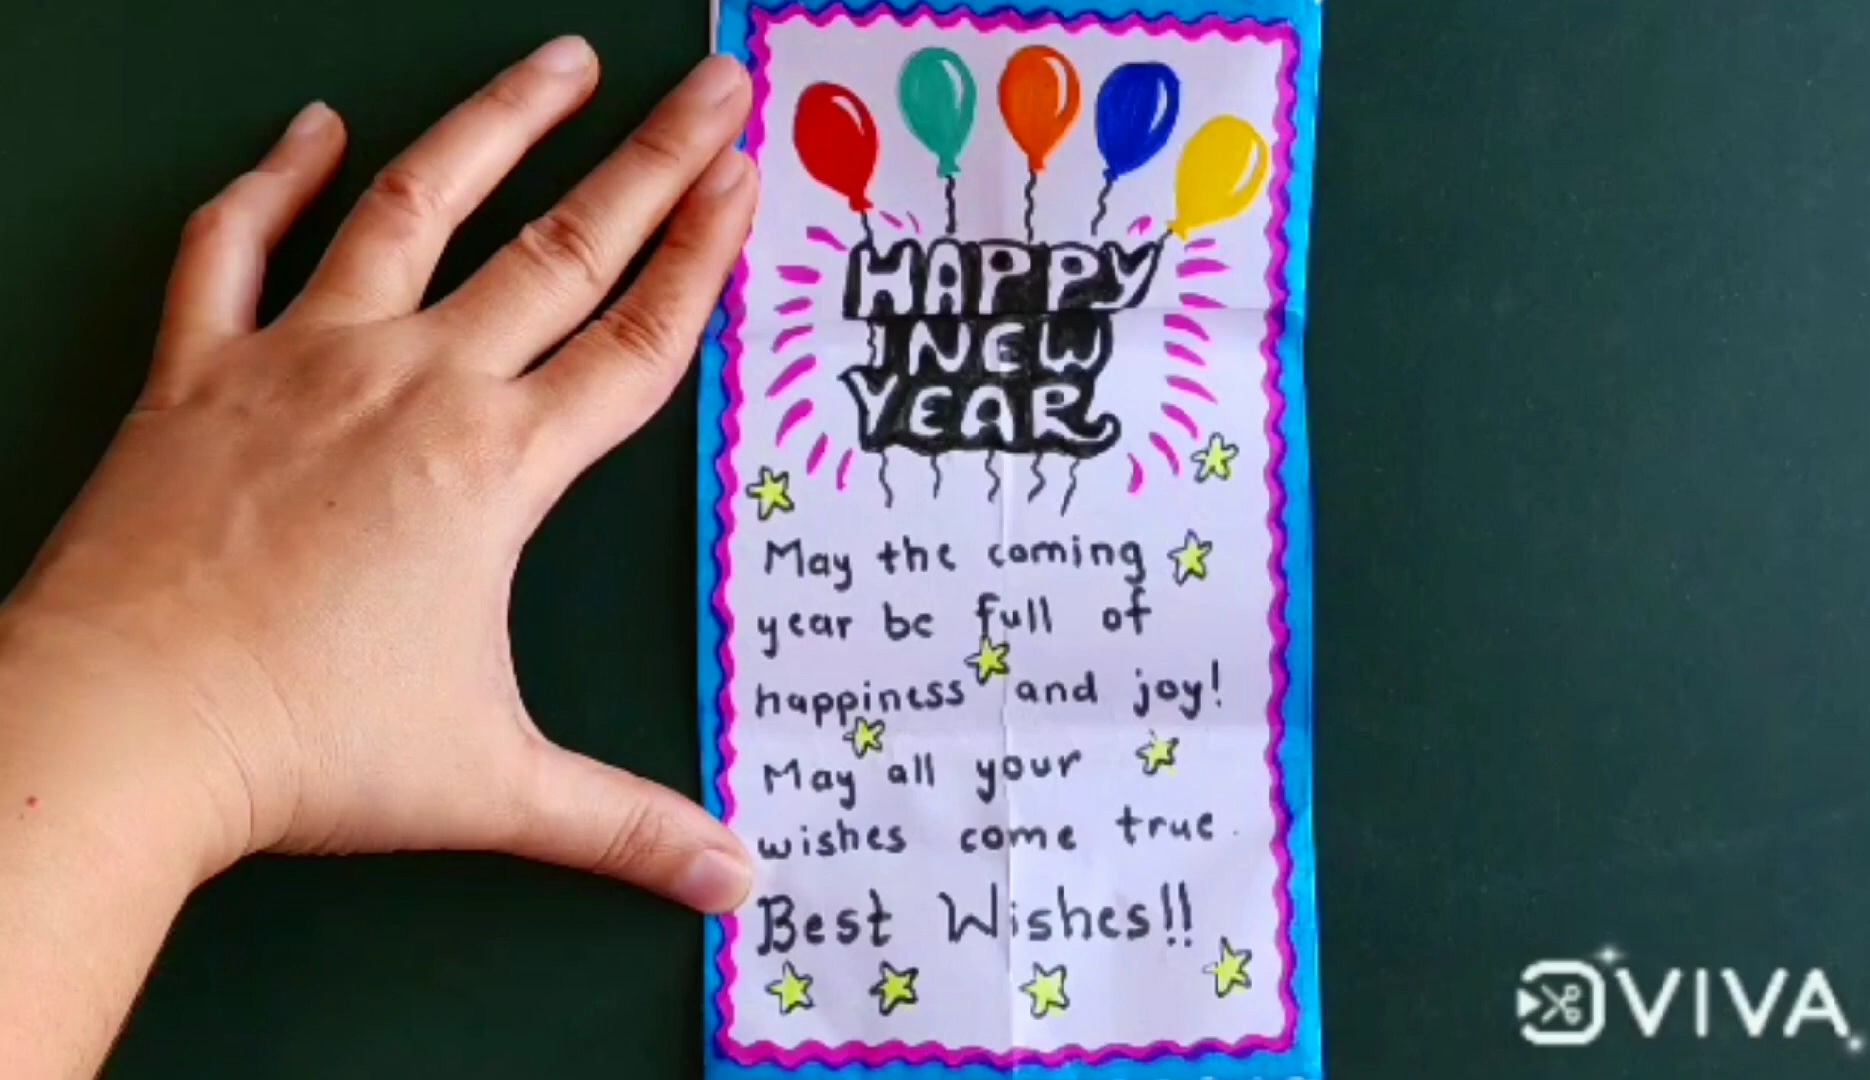 HAPPY
NEW
YEAR
May the coming
year be full of
happiness and joy!
May all your
wishes come true.
Best Wishes!!
VIVA